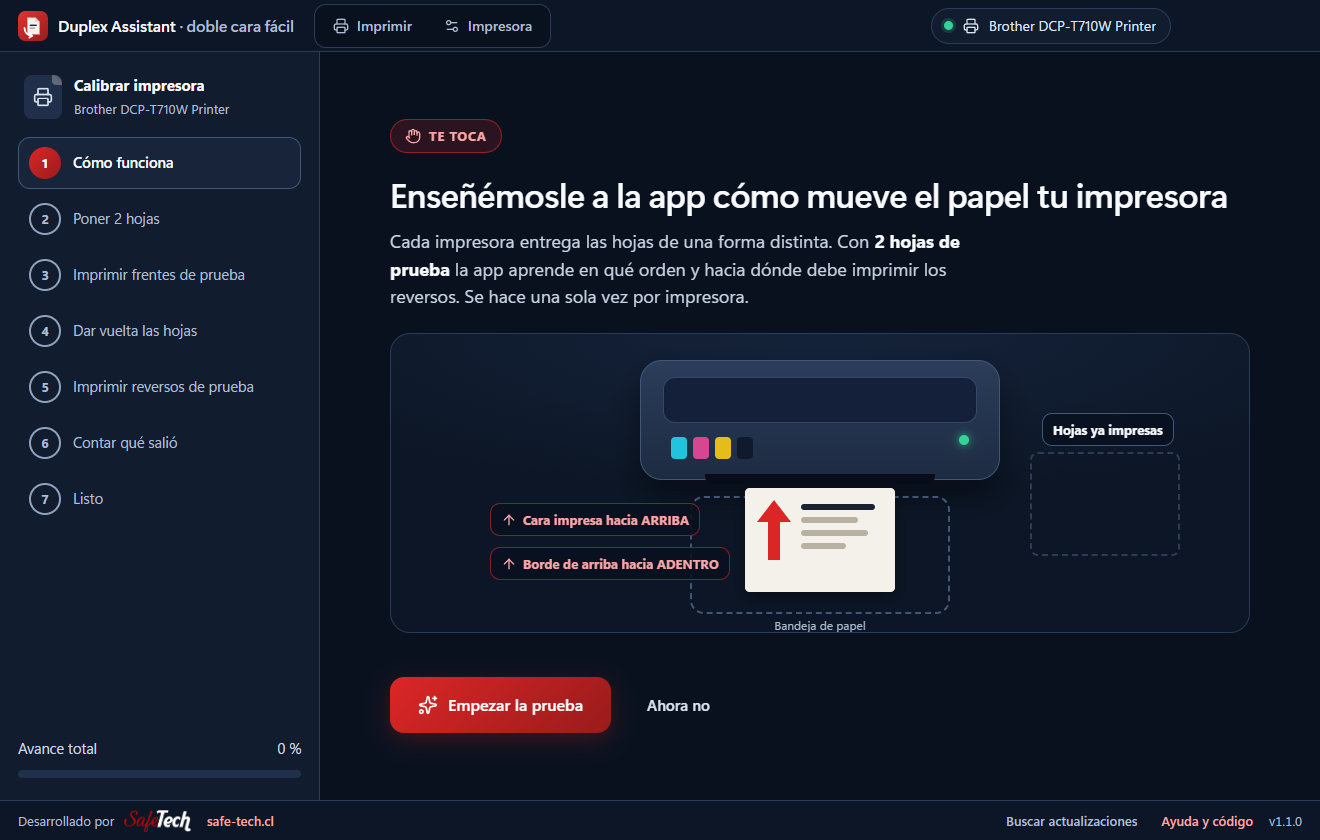 Duplex Assistant · doble cara fácil
Imprimir
Impresora
Brother DCP-T710W Printer
Calibrar impresora
Brother DCP-T710W Printer
1 Cómo funciona
2 Poner 2 hojas
3 Imprimir frentes de prueba
4 Dar vuelta las hojas
5 Imprimir reversos de prueba
6 Contar qué salió
7 Listo
Avance total 0 %
TE TOCA
Enseñémosle a la app cómo mueve el papel tu impresora
Cada impresora entrega las hojas de una forma distinta. Con 2 hojas de
prueba la app aprende en qué orden y hacia dónde debe imprimir los
reversos. Se hace una sola vez por impresora.
Hojas ya impresas
Cara impresa hacia ARRIBA
Borde de arriba hacia ADENTRO
Bandeja de papel
Empezar la prueba
Ahora no
Desarrollado por SafeTech safe-tech.cl
Buscar actualizaciones
Ayuda y código
v1.1.0